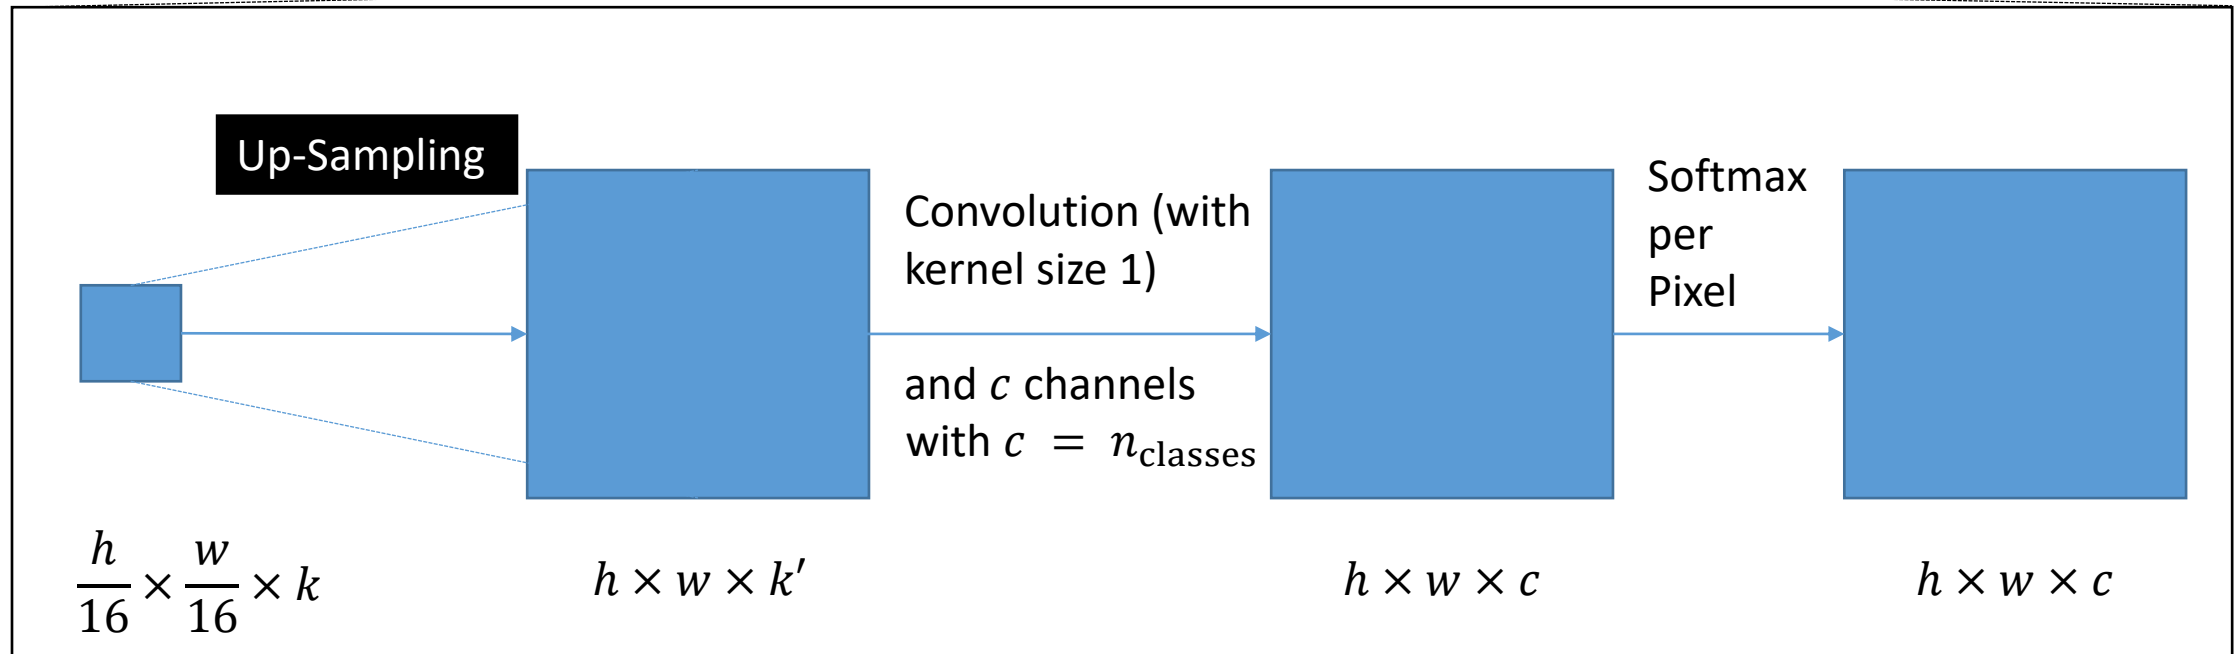 Up-Sampling
Convolution (with
kernel size 1)
and c channels
with c = n_classes
Softmax
per
Pixel
h/16 × w/16 × k
h × w × k′
h × w × c
h × w × c